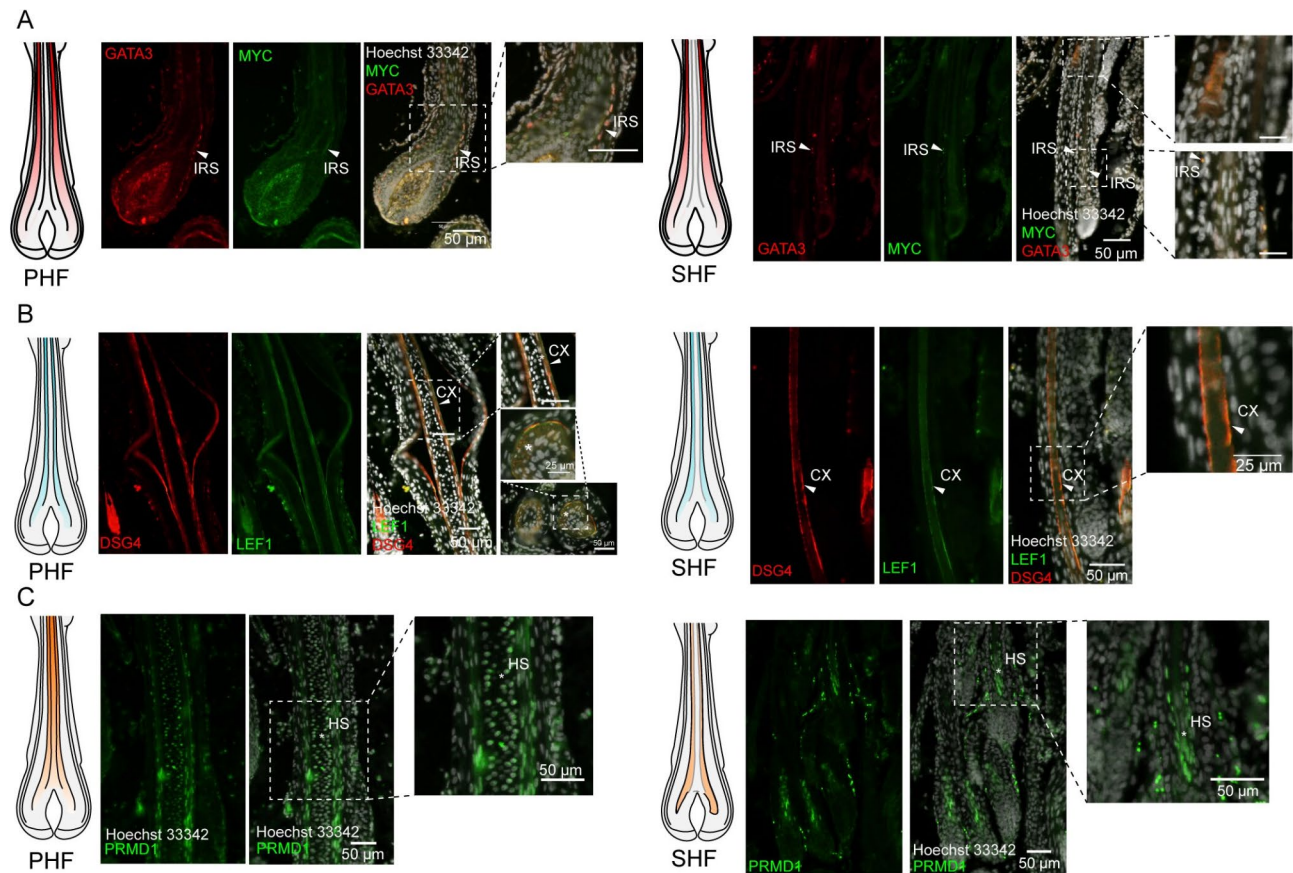 A
GATA3
MYC
Hoechst 33342
MYC
GATA3
IRS
IRS
IRS
50 µm
PHF
IRS
IRS
IRS
IRS
IRS
GATA3
MYC
Hoechst 33342
MYC
GATA3
50 µm
SHF
B
CX
CX
*
25 µm
DSG4
LEF1
Hoechst 33342
LEF1
DSG4
50 µm
50 µm
PHF
CX
CX
CX
CX
25 µm
DSG4
LEF1
Hoechst 33342
LEF1
DSG4
50 µm
SHF
C
HS
*
HS
*
50 µm
Hoechst 33342
PRMD1
Hoechst 33342
PRMD1
50 µm
PHF
HS
*
HS
*
50 µm
PRMD1
Hoechst 33342
PRMD1
50 µm
SHF